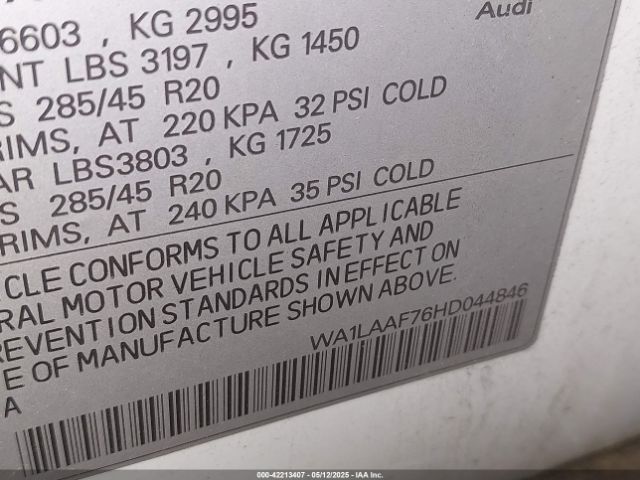 Audi
6603 , KG 2995
NT LBS 3197 , KG 1450
S 285/45 R20
RIMS, AT 220 KPA 32 PSI COLD
AR LBS3803 , KG 1725
S 285/45 R20
RIMS, AT 240 KPA 35 PSI COLD
CLE CONFORMS TO ALL APPLICABLE
RAL MOTOR VEHICLE SAFETY AND
REVENTION STANDARDS IN EFFECT ON
E OF MANUFACTURE SHOWN ABOVE.
WA1LAAF76HD044846
A
000-42213407 - 05/12/2025 - IAA Inc.